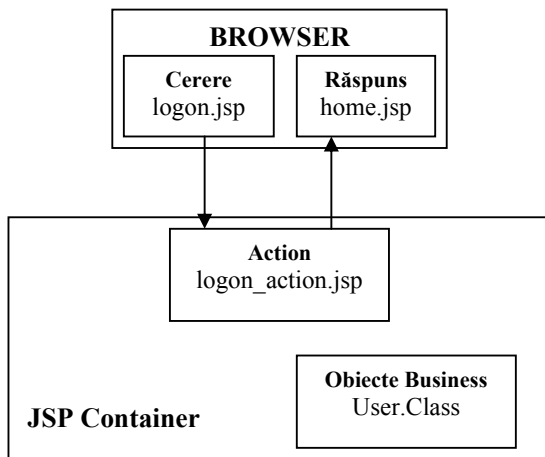 BROWSER
Cerere
logon.jsp
Răspuns
home.jsp
Action
logon_action.jsp
Obiecte Business
User.Class
JSP Container